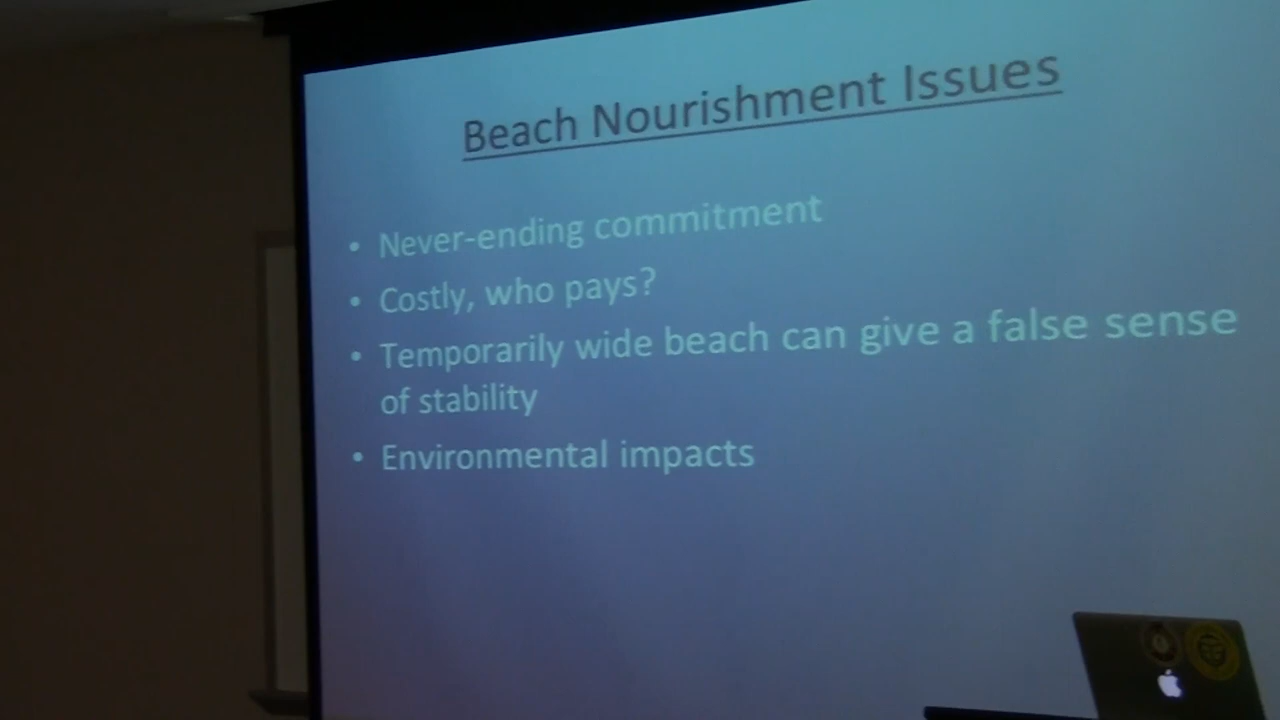 Beach Nourishment Issues
• Never-ending commitment
• Costly, who pays?
• Temporarily wide beach can give a false sense
of stability
• Environmental impacts